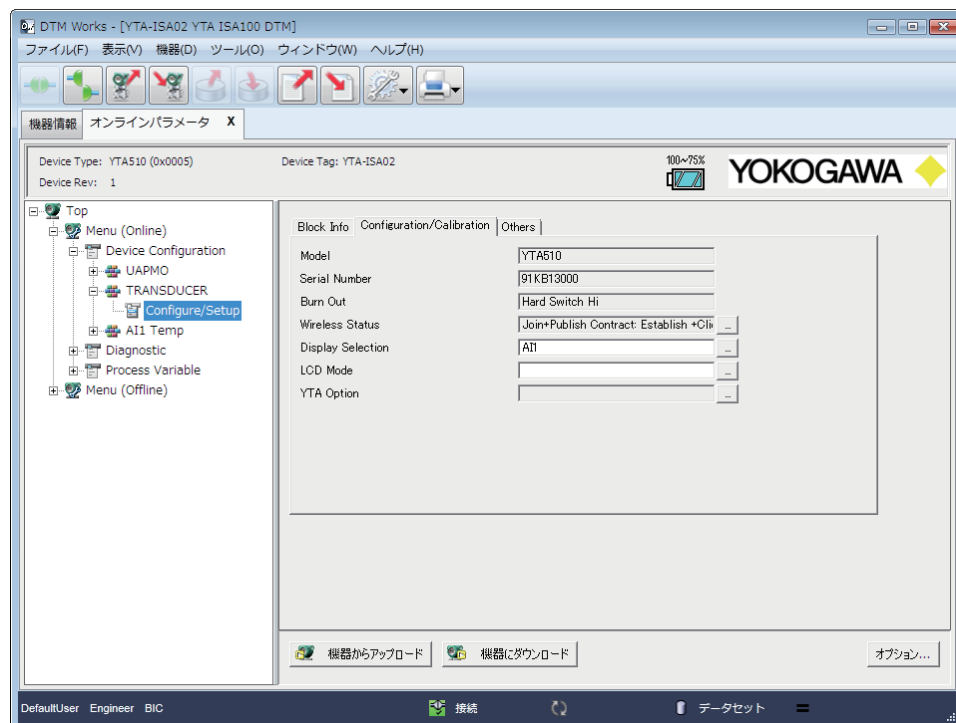 DTM Works - [YTA-ISA02 YTA ISA100 DTM]
ファイル(F) 表示(V) 機器(D) ツール(O) ウィンドウ(W) ヘルプ(H)
機器情報 オンラインパラメータ X
Device Type: YTA510 (0x0005) Device Tag: YTA-ISA02 100~75% YOKOGAWA
Device Rev: 1
Top
Menu (Online)
Device Configuration
UAPMO
TRANSDUCER
Configure/Setup
AI1 Temp
Diagnostic
Process Variable
Menu (Offline)
Block Info Configuration/Calibration Others
Model YTA510
Serial Number 91KB13000
Burn Out Hard Switch Hi
Wireless Status Join+Publish Contract: Establish +Cli ...
Display Selection AI1 ...
LCD Mode ...
YTA Option ...
機器からアップロード 機器にダウンロード オプション...
DefaultUser Engineer BIC 接続 データセット